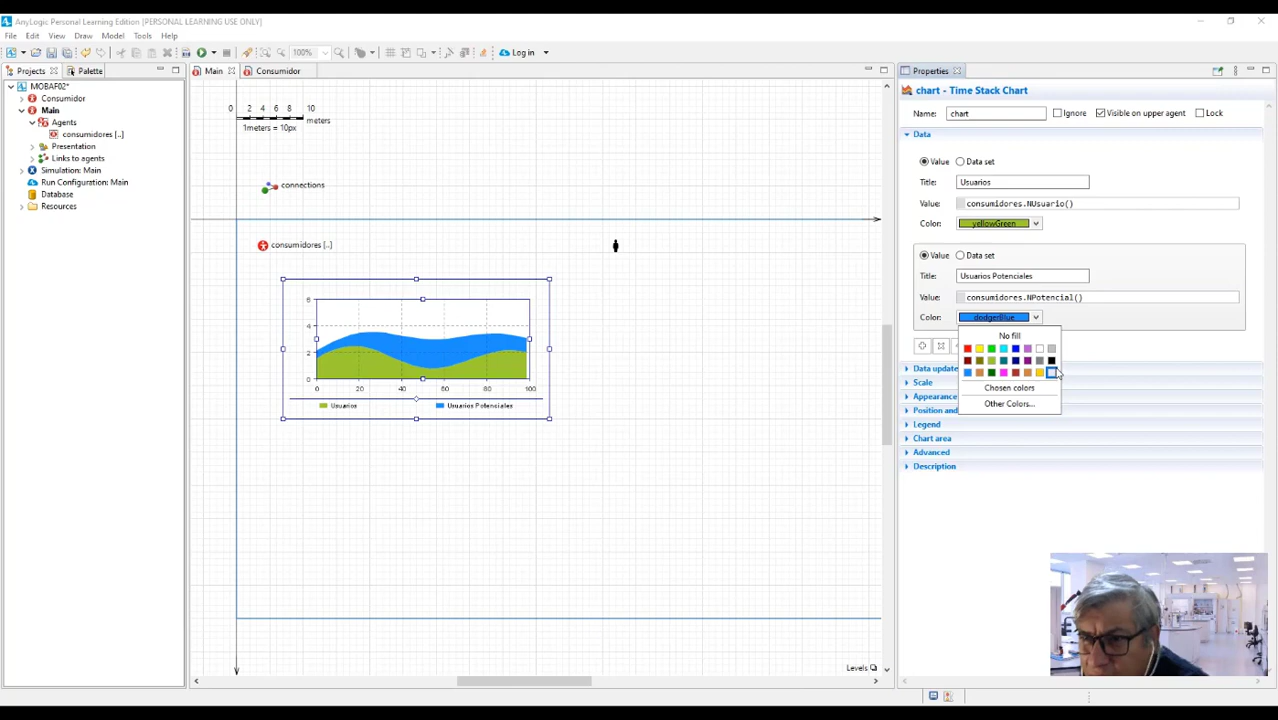 AnyLogic Personal Learning Edition [PERSONAL LEARNING USE ONLY]
File Edit View Draw Model Tools Help
100% Log in
Projects Palette
MOBAF02*
Consumidor
Main
Agents
consumidores [..]
Presentation
Links to agents
Simulation: Main
Run Configuration: Main
Database
Resources
Main Consumidor
0 2 4 6 8 10
meters
1meters = 10px
connections
consumidores [..]
6
4
2
0
0 20 40 60 80 100
Usuarios Usuarios Potenciales
Levels
Properties
chart - Time Stack Chart
Name: chart Ignore Visible on upper agent Lock
Data
Value Data set
Title: Usuarios
Value: consumidores.NUsuario()
Color: yellowGreen
Value Data set
Title: Usuarios Potenciales
Value: consumidores.NPotencial()
Color: dodgerBlue
No fill
Chosen colors
Other Colors...
Data update
Scale
Appearance
Position and
Legend
Chart area
Advanced
Description